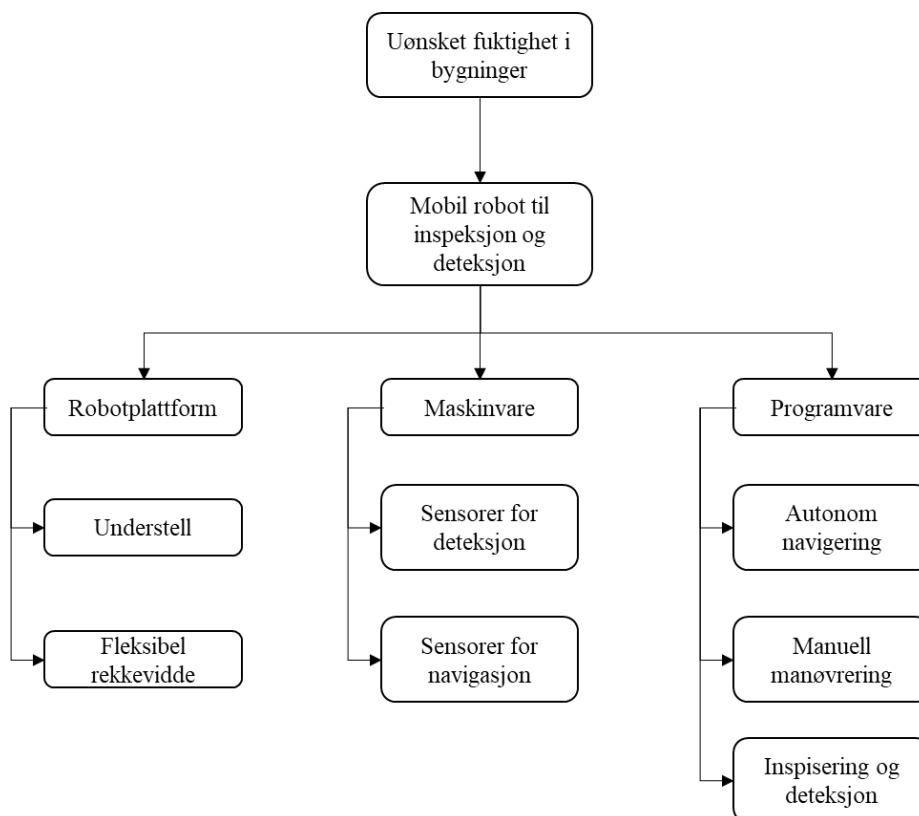 Uønsket fuktighet i
bygninger
Mobil robot til
inspeksjon og
deteksjon
Robotplattform
Understell
Fleksibel
rekkevidde
Maskinvare
Sensorer for
deteksjon
Sensorer for
navigasjon
Programvare
Autonom
navigering
Manuell
manøvrering
Inspisering og
deteksjon